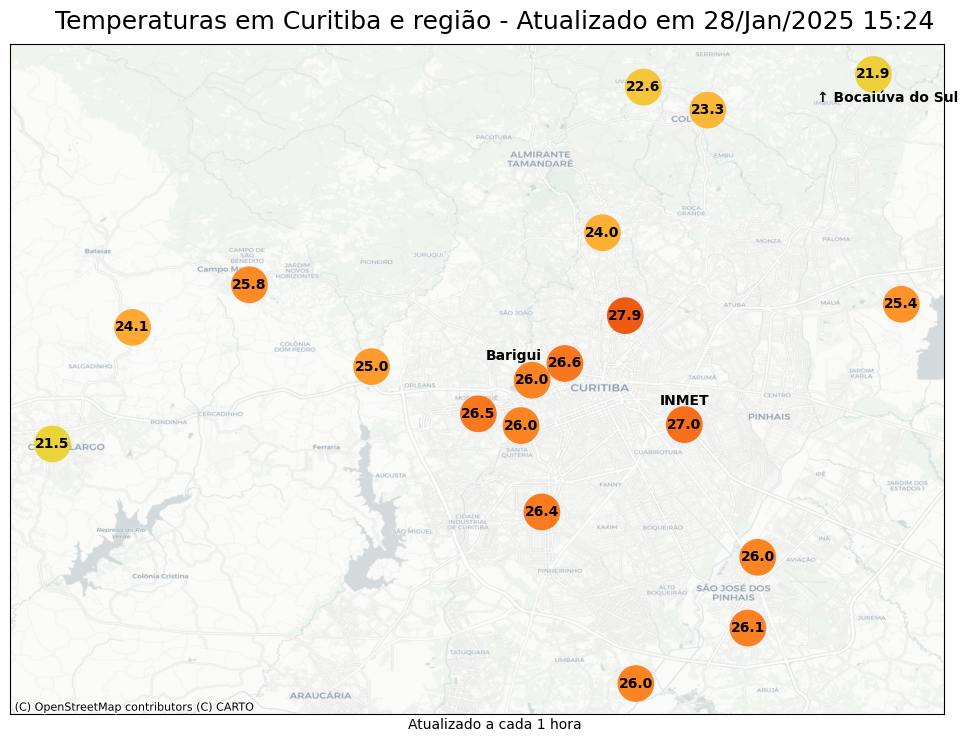 Temperaturas em Curitiba e região - Atualizado em 28/Jan/2025 15:24
SERRINHA
21.9
22.6
↑ Bocaiúva do Sul
23.3
COL
PACOTUBA
ALMIRANTE
TAMANDARÉ
EMBU
ROÇA
GRANDE
24.0
MONZA
PALOMA
Bateias
CAMPO DE
SÃO
BENEDITO
JURUQUI
PIONEIRO
Campo M
JARDIM
NOVOS
HORIZONTES
25.8
25.4
MAUÁ
ATUBA
SÃO JOÃO
27.9
24.1
COLÔNIA
DOM PEDRO
Barigui
26.6
25.0
SALGADINHO
JARDIM
KARLA
TARUMÃ
26.0
ORLEANS
CURITIBA
CENTRO
INMET
26.5
CERCADINHO
RONDINHA
PINHAIS
26.0
27.0
21.5
C
LARGO
Ferraria
SANTA
QUITÉRIA
GUABIROTUBA
AUGUSTA
IPÊ
FANNY
JARDIM DOS
ESTADOS I
26.4
CIDADE
INDUSTRIAL
DE CURITIBA
SÃO MIGUEL
XAXIM
BOQUEIRÃO
Represa do Rio
Verde
INÁ
26.0
AVIAÇÃO
PINHEIRINHO
Colônia Cristina
ALTO
BOQUEIRÃO
SÃO JOSÉ DOS
PINHAIS
JUREMA
26.1
TATUQUARA
UMBARÁ
26.0
ARUJÁ
ARAUCÁRIA
(C) OpenStreetMap contributors (C) CARTO
Atualizado a cada 1 hora